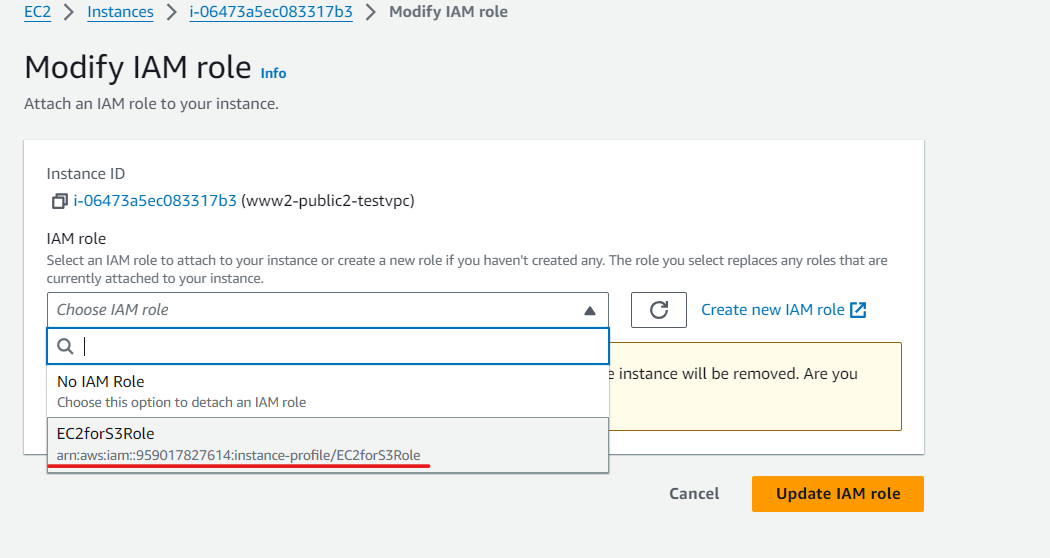 EC2 > Instances > i-06473a5ec083317b3 > Modify IAM role
Modify IAM role Info
Attach an IAM role to your instance.
Instance ID
i-06473a5ec083317b3 (www2-public2-testvpc)
IAM role
Select an IAM role to attach to your instance or create a new role if you haven't created any. The role you select replaces any roles that are
currently attached to your instance.
Choose IAM role
Create new IAM role
No IAM Role
instance will be removed. Are you
Choose this option to detach an IAM role
EC2forS3Role
arn:aws:iam::959017827614:instance-profile/EC2forS3Role
Cancel
Update IAM role